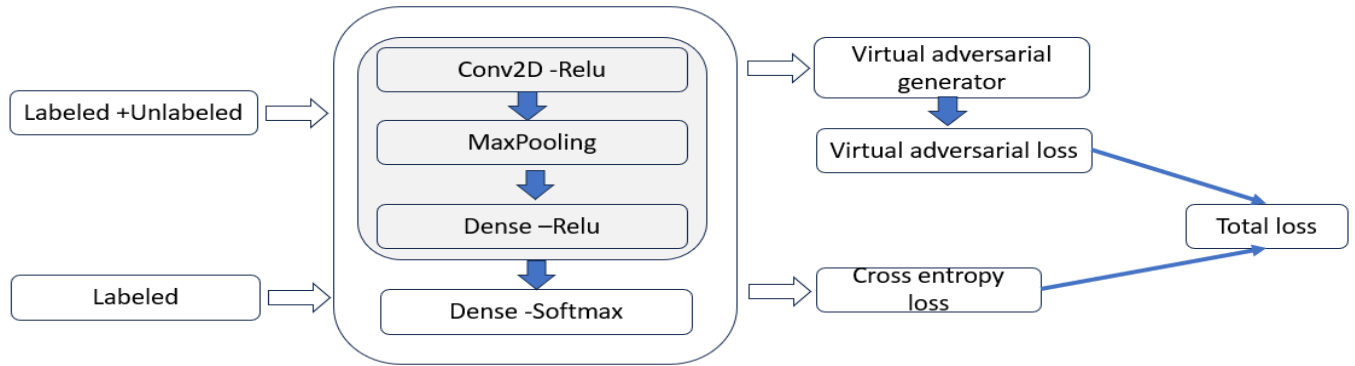 Labeled +Unlabeled
Labeled
Conv2D -Relu
MaxPooling
Dense –Relu
Dense -Softmax
Virtual adversarial
generator
Virtual adversarial loss
Cross entropy
loss
Total loss